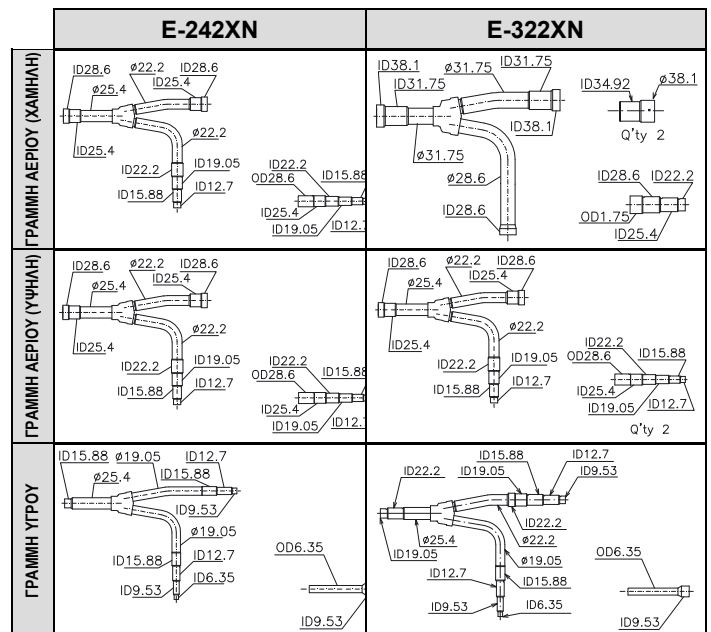 E-242XN
E-322XN
ΓΡΑΜΜΗ ΑΕΡΙΟΥ (ΧΑΜΗΛΗ)
ID28.6
ø25.4
ø22.2
ID25.4
ID28.6
ID25.4
ø22.2
ID22.2
ID19.05
ID15.88
ID12.7
OD28.6
ID22.2
ID15.88
ID25.4
ID19.05
ID12.7
ID38.1
ID31.75
ø31.75
ID31.75
ID38.1
ø31.75
ø28.6
ID28.6
ID34.92
ø38.1
Q'ty 2
ID28.6
ID22.2
OD1.75
ID25.4
ΓΡΑΜΜΗ ΑΕΡΙΟΥ (ΥΨΗΛΗ)
ID28.6
ø25.4
ø22.2
ID25.4
ID28.6
ID25.4
ø22.2
ID22.2
ID19.05
ID15.88
ID12.7
OD28.6
ID22.2
ID15.88
ID25.4
ID19.05
ID12.7
ID28.6
ø25.4
ø22.2
ID25.4
ID28.6
ID25.4
ø22.2
ID22.2
ID19.05
ID15.88
ID12.7
OD28.6
ID22.2
ID15.88
ID25.4
ID19.05
ID12.7
Q'ty 2
ΓΡΑΜΜΗ ΥΓΡΟΥ
ID15.88
ø25.4
ø19.05
ID15.88
ID12.7
ID9.53
ø19.05
ID15.88
ID12.7
ID9.53
ID6.35
OD6.35
ID9.53
ID22.2
ID19.05
ID15.88
ID12.7
ID9.53
ID19.05
ø25.4
ID22.2
ø22.2
ø19.05
ID12.7
ID15.88
ID9.53
ID6.35
OD6.35
ID9.53